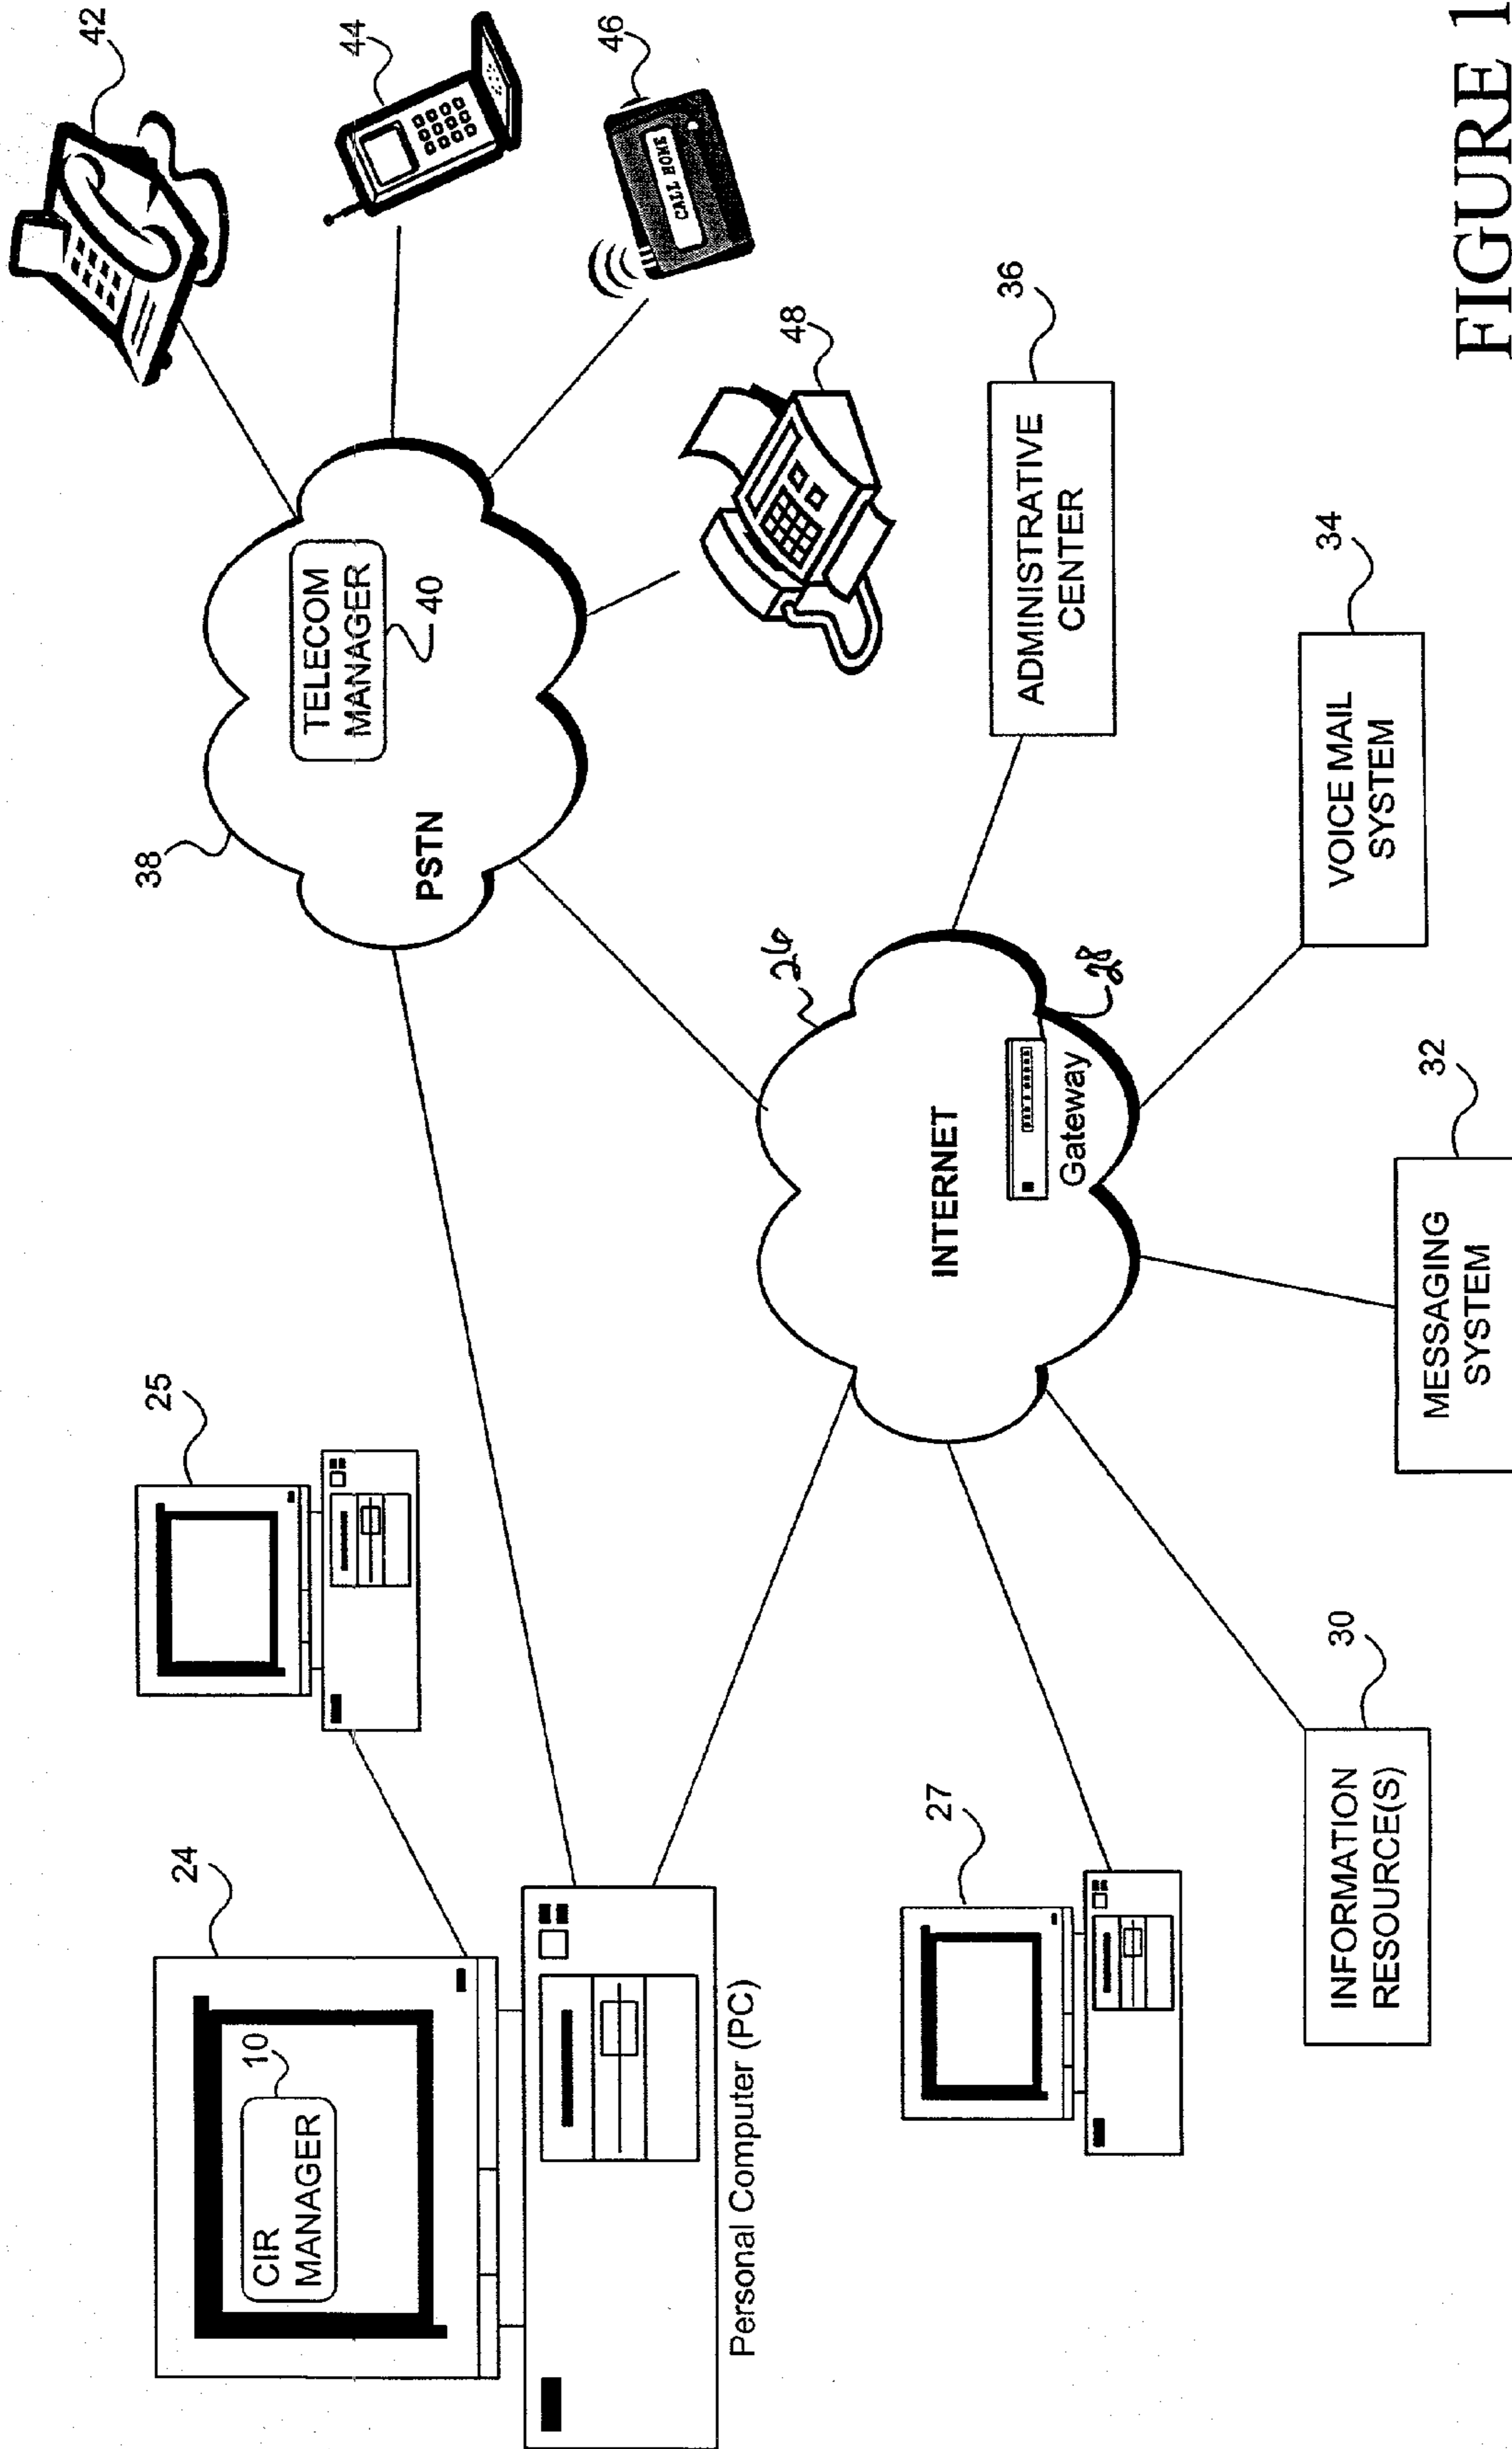 24
25
CIR
MANAGER
10
Personal Computer (PC)
27
38
PSTN
TELECOM
MANAGER
40
42
44
46
CALL HOME
48
26
INTERNET
Gateway
28
INFORMATION
RESOURCE(S)
30
MESSAGING
SYSTEM
32
VOICE MAIL
SYSTEM
34
ADMINISTRATIVE
CENTER
36
FIGURE 1